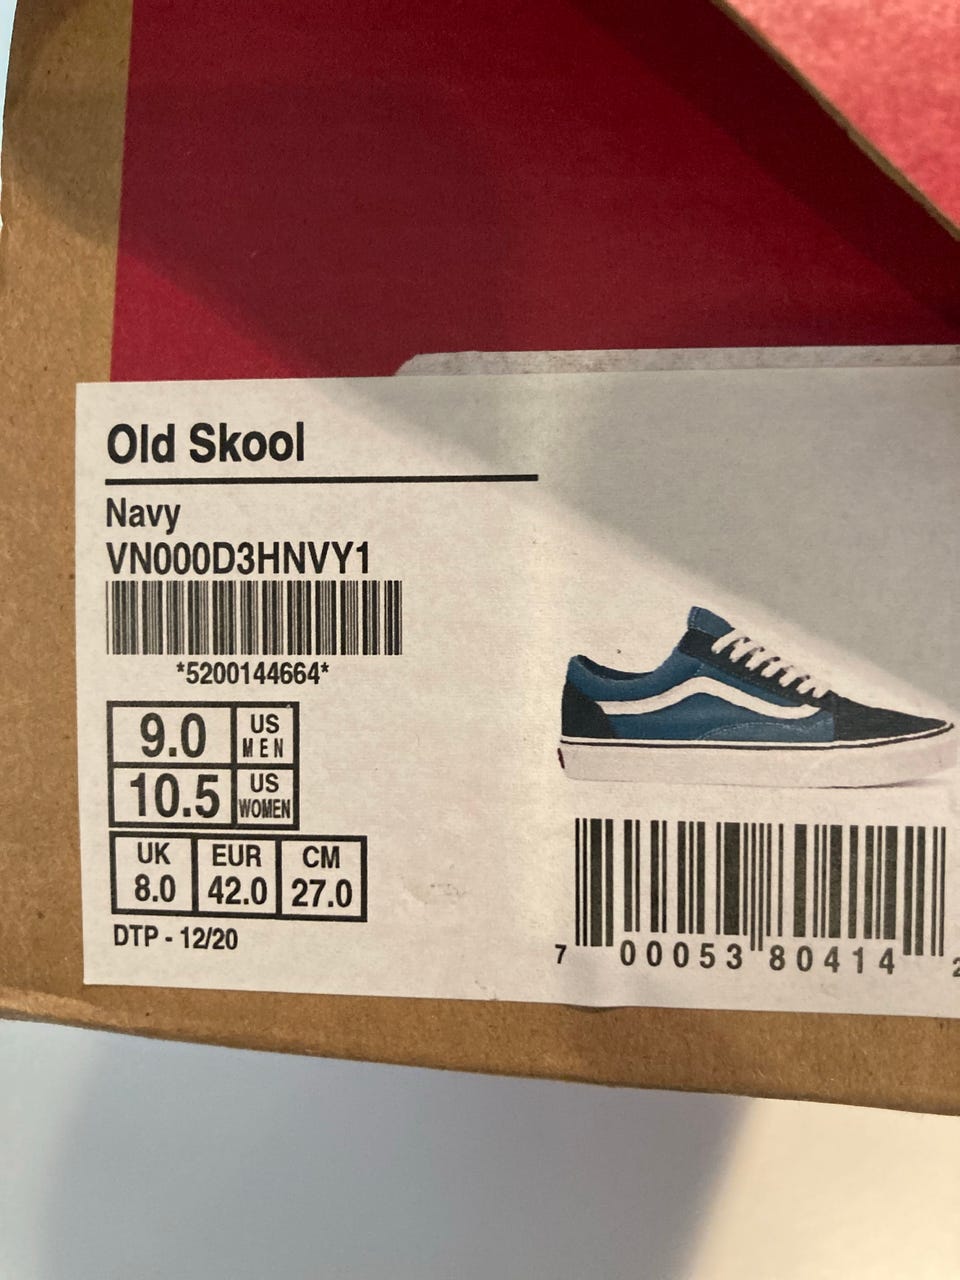 Old Skool
Navy
VN000D3HNVY1
*5200144664*
9.0 US MEN
10.5 US WOMEN
UK EUR CM
8.0 42.0 27.0
DTP - 12/20
7 00053 80414 2